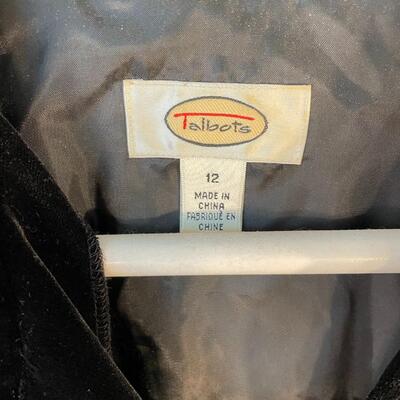 Talbots
12
MADE IN
CHINA
FABRIQUÉ EN
CHINE